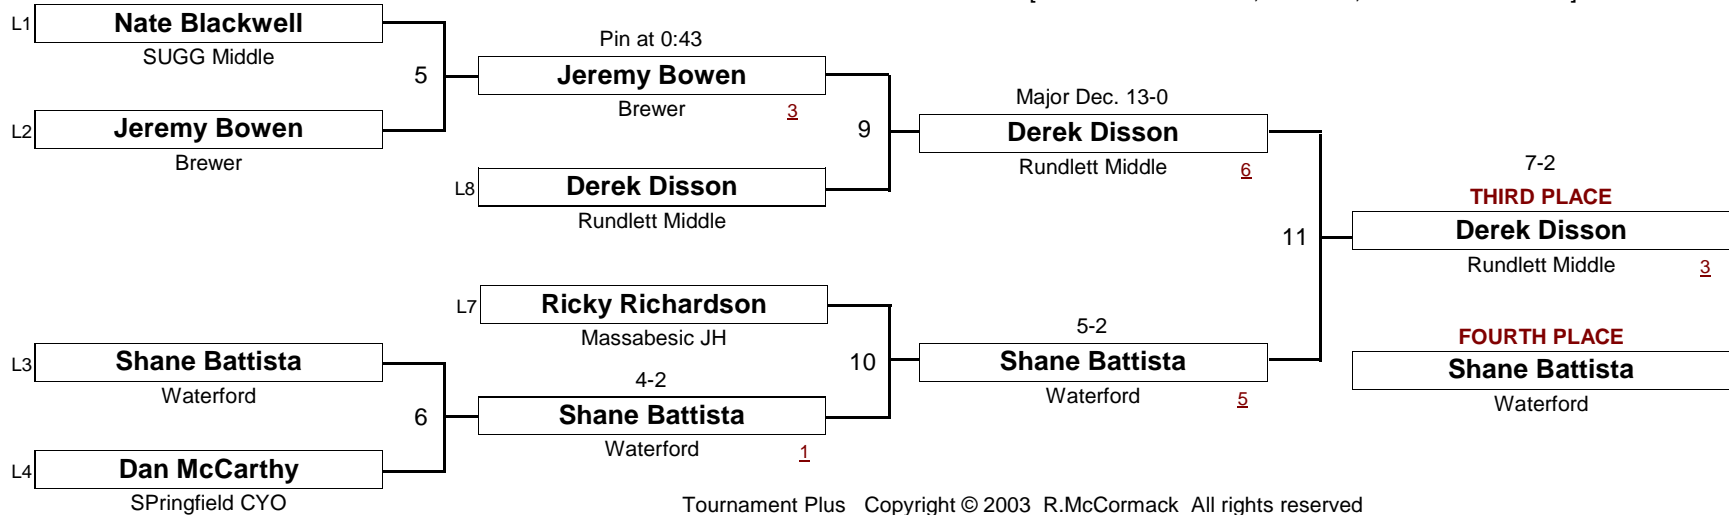 L1 Nate Blackwell
SUGG Middle
5
L2 Jeremy Bowen
Brewer
Pin at 0:43
Jeremy Bowen
Brewer 3
9
L8 Derek Disson
Rundlett Middle
Major Dec. 13-0
Derek Disson
Rundlett Middle 6
11
7-2
THIRD PLACE
Derek Disson
Rundlett Middle 3
L7 Ricky Richardson
Massabesic JH
10
L3 Shane Battista
Waterford
6
L4 Dan McCarthy
SPringfield CYO
4-2
Shane Battista
Waterford 1
5-2
Shane Battista
Waterford 5
FOURTH PLACE
Shane Battista
Waterford
Tournament Plus Copyright © 2003 R.McCormack All rights reserved